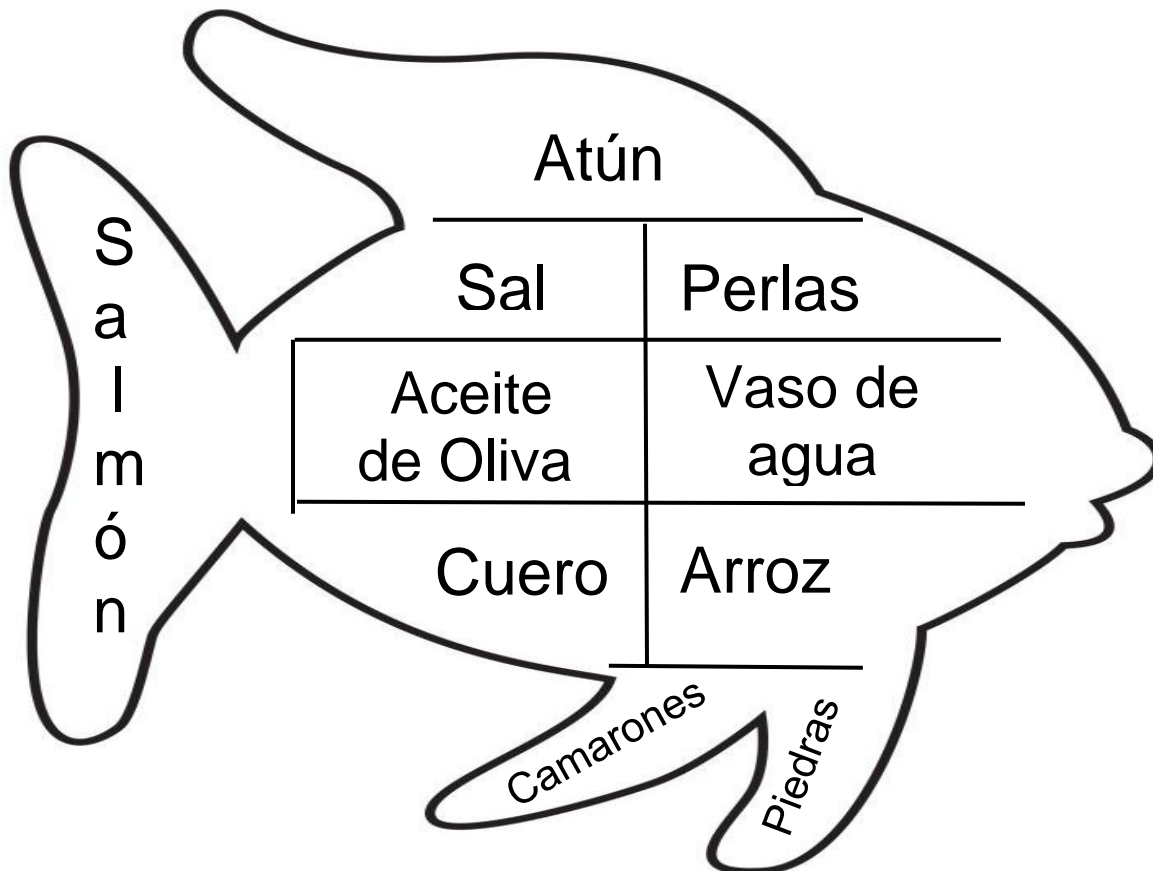 Atún
Salmón
Sal
Perlas
Aceite
de Oliva
Vaso de
agua
Cuero
Arroz
Camarones
Piedras